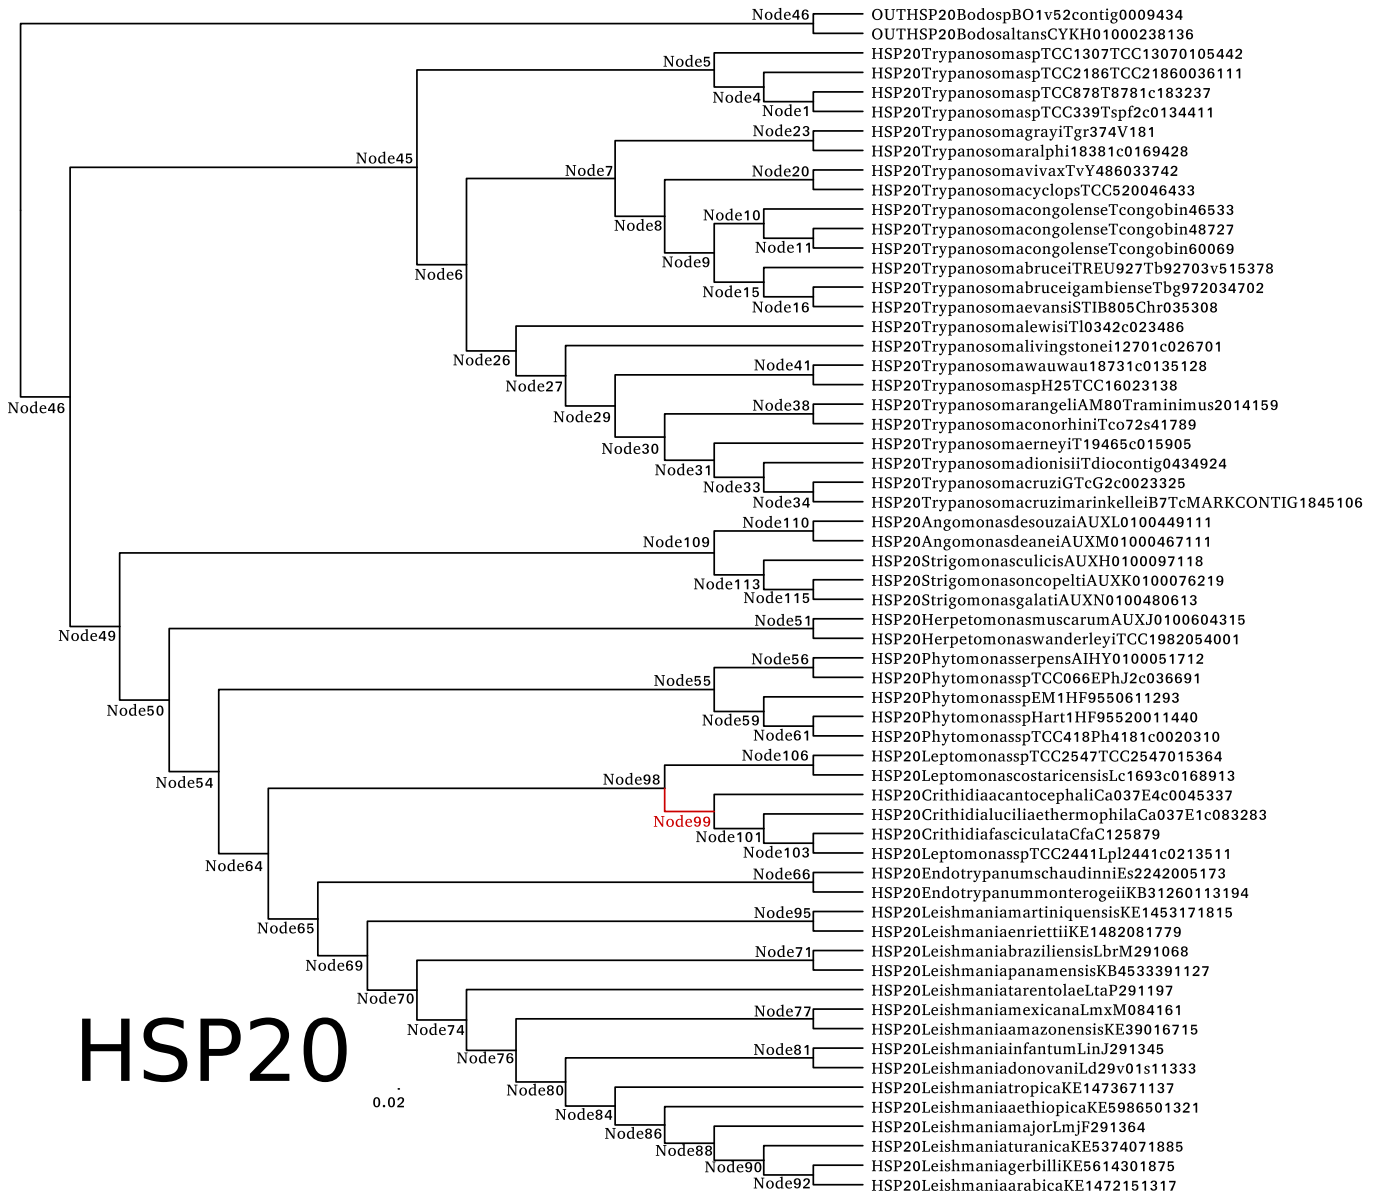 Node46
OUTHSP20BodospBO1v52contig0009434
OUTHSP20BodosaltansCYKH01000238136
HSP20TrypanosomaspTCC1307TCC13070105442
Node5
HSP20TrypanosomaspTCC2186TCC21860036111
Node4
HSP20TrypanosomaspTCC878T8781c183237
Node1
HSP20TrypanosomaspTCC339Tspf2c0134411
Node23
HSP20TrypanosomagrayiTgr374V181
Node45
HSP20Trypanosomaralphi18381c0169428
Node7
Node20
HSP20TrypanosomavivaxTvY486033742
HSP20TrypanosomacyclopsTCC520046433
Node10
HSP20TrypanosomacongolenseTcongobin46533
Node8
HSP20TrypanosomacongolenseTcongobin48727
Node11
HSP20TrypanosomacongolenseTcongobin60069
Node9
Node6
HSP20TrypanosomabruceiTREU927Tb92703v515378
Node15
HSP20TrypanosomabruceigambienseTbg972034702
Node16
HSP20TrypanosomaevansiSTIB805Chr035308
HSP20TrypanosomalewisiTl0342c023486
Node26
HSP20Trypanosomalivingstonei12701c026701
Node41
HSP20Trypanosomawauwau18731c0135128
Node27
HSP20TrypanosomaspH25TCC16023138
Node46
Node38
HSP20TrypanosomarangeliAM80Traminimus2014159
Node29
HSP20TrypanosomaconorhiniTco72s41789
Node30
HSP20TrypanosomaerneyiT19465c015905
Node31
HSP20TrypanosomadionisiiTdiocontig0434924
Node33
HSP20TrypanosomacruziGTcG2c0023325
Node34
HSP20TrypanosomacruzimarinkelleiB7TcMARKCONTIG1845106
Node110
HSP20AngomonasdesouzaiAUXL0100449111
Node109
HSP20AngomonasdeaneiAUXM01000467111
HSP20StrigomonasculicisAUXH0100097118
Node113
HSP20StrigomonasoncopeltiAUXK0100076219
Node115
HSP20StrigomonasgalatiAUXN0100480613
Node49
Node51
HSP20HerpetomonasmuscarumAUXJ0100604315
HSP20HerpetomonaswanderleyiTCC1982054001
Node56
HSP20PhytomonasserpensAIHY0100051712
Node55
HSP20PhytomonasspTCC066EPhJ2c036691
HSP20PhytomonasspEM1HF9550611293
Node50
Node59
HSP20PhytomonasspHart1HF95520011440
Node61
HSP20PhytomonasspTCC418Ph4181c0020310
Node106
HSP20LeptomonasspTCC2547TCC2547015364
Node54
Node98
HSP20LeptomonascostaricensisLc1693c0168913
HSP20CrithidiaacantocephaliCa037E4c0045337
Node99
HSP20CrithidialuciliaethermophilaCa037E1c083283
Node101
HSP20CrithidiafasciculataCfaC125879
Node103
HSP20LeptomonasspTCC2441Lpl2441c0213511
Node64
Node66
HSP20EndotrypanumschaudinniEs2242005173
HSP20EndotrypanummonterogeiiKB31260113194
Node95
HSP20LeishmaniamartiniquensisKE1453171815
Node65
HSP20LeishmaniaenriettiiKE1482081779
Node71
HSP20LeishmaniabraziliensisLbrM291068
Node69
HSP20LeishmaniapanamensisKB4533391127
Node70
HSP20LeishmaniatarentolaeLtaP291197
Node77
HSP20LeishmaniamexicanaLmxM084161
Node74
HSP20LeishmaniaamazonensisKE39016715
HSP20
Node81
HSP20LeishmaniainfantumLinJ291345
Node76
HSP20LeishmaniadonovaniLd29v01s11333
Node80
HSP20LeishmaniatropicaKE1473671137
0.02
Node84
HSP20LeishmaniaaethiopicaKE5986501321
Node86
HSP20LeishmaniamajorLmjF291364
Node88
HSP20LeishmaniaturanicaKE5374071885
Node90
HSP20LeishmaniagerbilliKE5614301875
Node92
HSP20LeishmaniaarabicaKE1472151317